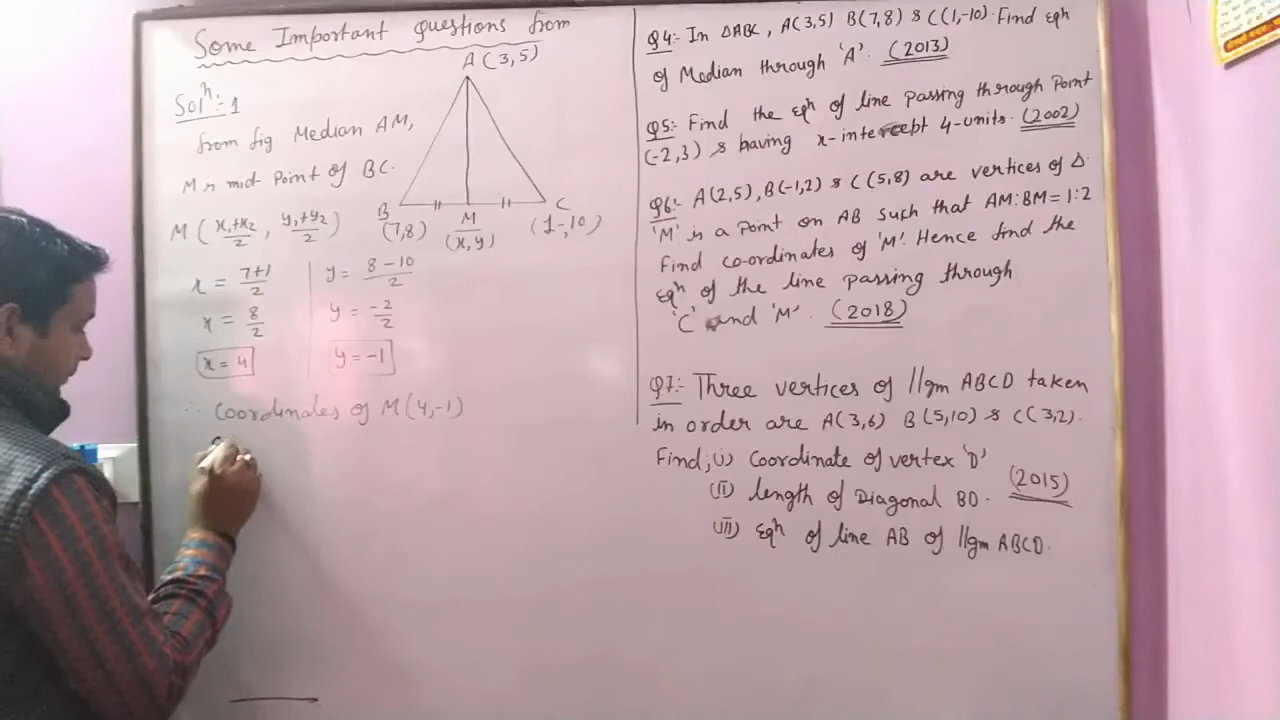 Some Important Questions from
Solⁿ:-1
from fig. Median AM,
M is mid Point of BC.
M ( x₁+x₂/2 , y₁+y₂/2 )
x = 7+1/2
x = 8/2
x = 4
y = 8-10/2
y = -2/2
y = -1
∴ Coordinates of M(4,-1)
A (3,5)
B
(7,8)
M
(x,y)
C
(1,-10)
Q4:- In ΔABC, A(3,5) B(7,8) & C(1,-10). Find eqⁿ
of Median through 'A'. (2013)
Q5:- Find the eqⁿ of line passing through Point
(-2,3) & having x-intercept 4-units. (2002)
Q6:- A(2,5), B(-1,2) & C(5,8) are vertices of Δ
'M' is a Point on AB such that AM:BM=1:2
Find co-ordinates of 'M'. Hence find the
Eqⁿ of the line passing through
'C' and 'M'. (2018)
Q7:- Three vertices of ||gm ABCD taken
in order are A(3,6) B(5,10) & C(3,2).
Find;(i) Coordinate of vertex 'D'
(ii) length of Diagonal BD. (2015)
(iii) Eqⁿ of line AB of ||gm ABCD.